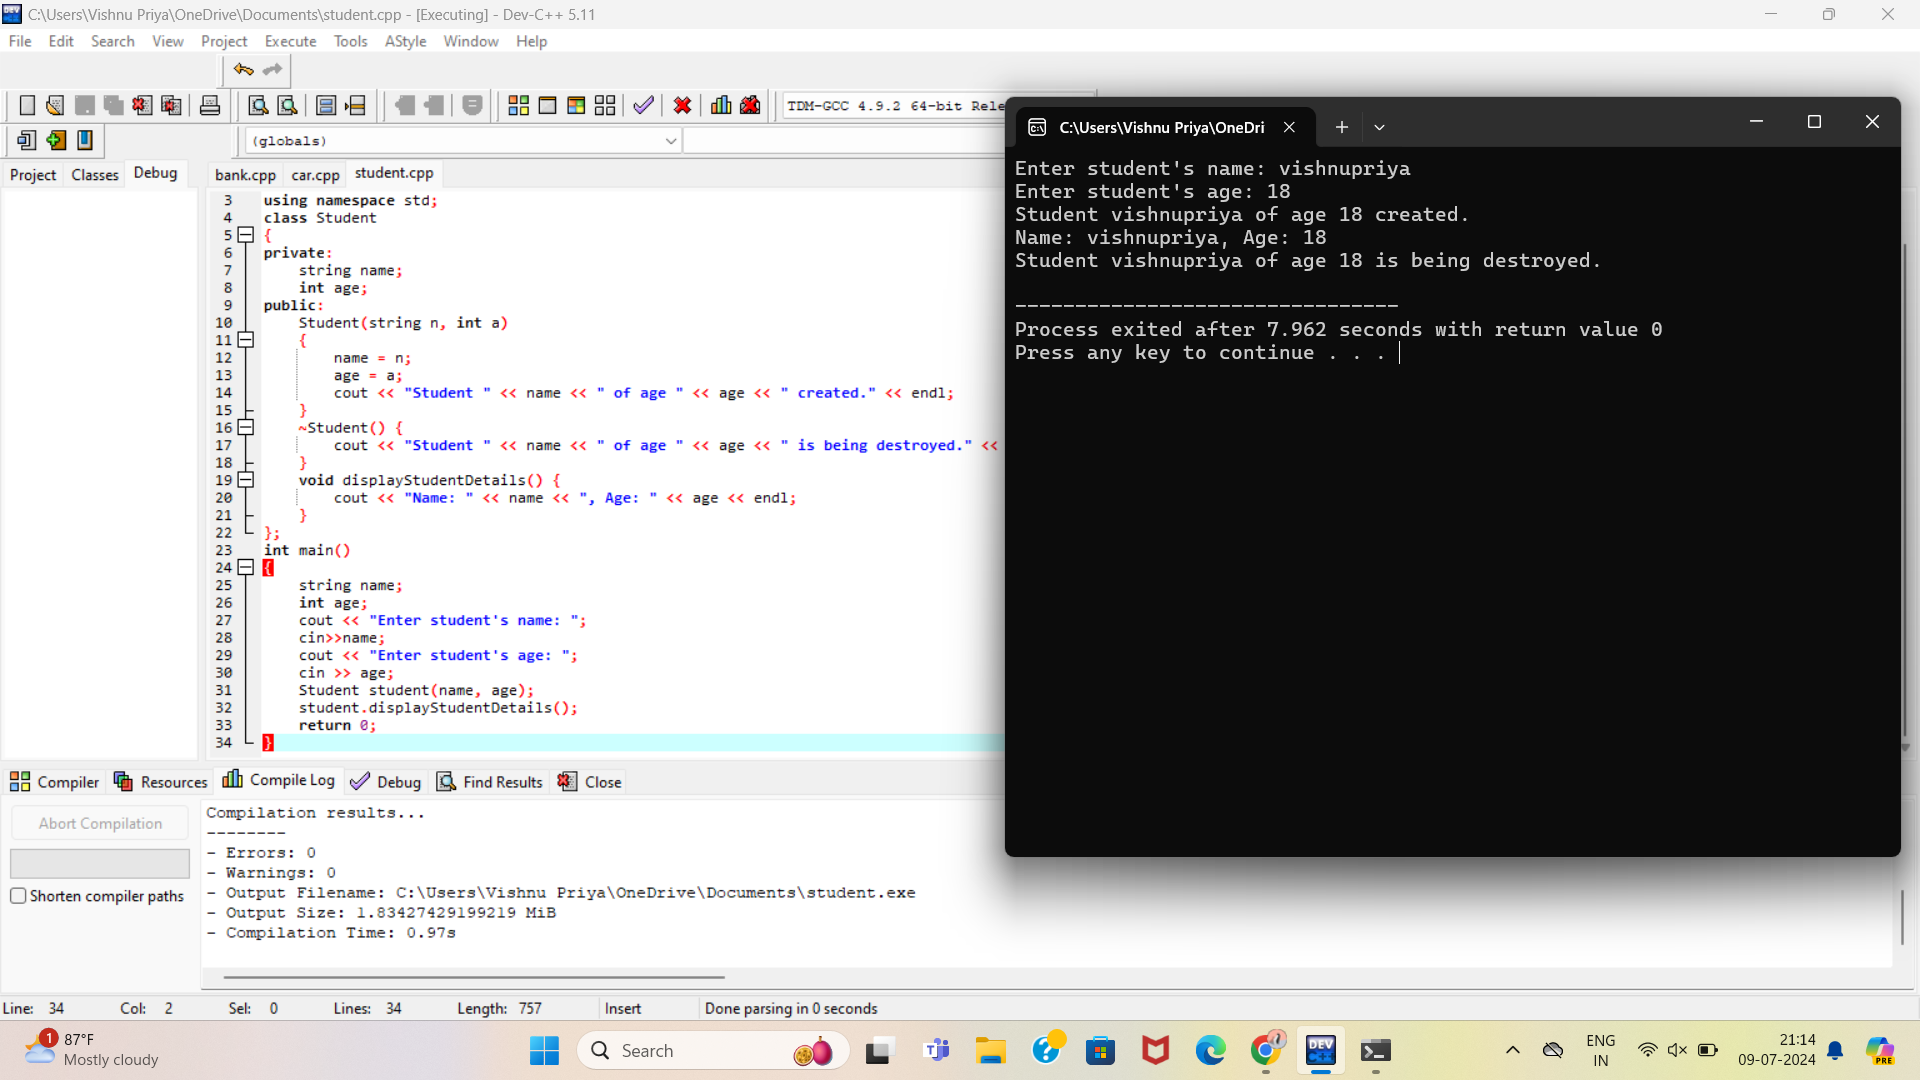 C:\Users\Vishnu Priya\OneDrive\Documents\student.cpp - [Executing] - Dev-C++ 5.11
File Edit Search View Project Execute Tools AStyle Window Help
TDM-GCC 4.9.2 64-bit Rele
(globals)
Project Classes Debug
bank.cpp car.cpp student.cpp
3 using namespace std;
4 class Student
5 {
6 private:
7 string name;
8 int age;
9 public:
10 Student(string n, int a)
11 {
12 name = n;
13 age = a;
14 cout << "Student " << name << " of age " << age << " created." << endl;
15 }
16 ~Student() {
17 cout << "Student " << name << " of age " << age << " is being destroyed." <<
18 }
19 void displayStudentDetails() {
20 cout << "Name: " << name << ", Age: " << age << endl;
21 }
22 };
23 int main()
24 {
25 string name;
26 int age;
27 cout << "Enter student's name: ";
28 cin>>name;
29 cout << "Enter student's age: ";
30 cin >> age;
31 Student student(name, age);
32 student.displayStudentDetails();
33 return 0;
34 }
C:\Users\Vishnu Priya\OneDri
Enter student's name: vishnupriya
Enter student's age: 18
Student vishnupriya of age 18 created.
Name: vishnupriya, Age: 18
Student vishnupriya of age 18 is being destroyed.
--------------------------------
Process exited after 7.962 seconds with return value 0
Press any key to continue . . .
Compiler Resources Compile Log Debug Find Results Close
Abort Compilation
Shorten compiler paths
Compilation results...
--------
- Errors: 0
- Warnings: 0
- Output Filename: C:\Users\Vishnu Priya\OneDrive\Documents\student.exe
- Output Size: 1.83427429199219 MiB
- Compilation Time: 0.97s
Line: 34 Col: 2 Sel: 0 Lines: 34 Length: 757 Insert Done parsing in 0 seconds
1
87°F
Mostly cloudy
Search
DEV
ENG
IN
21:14
09-07-2024
PRE